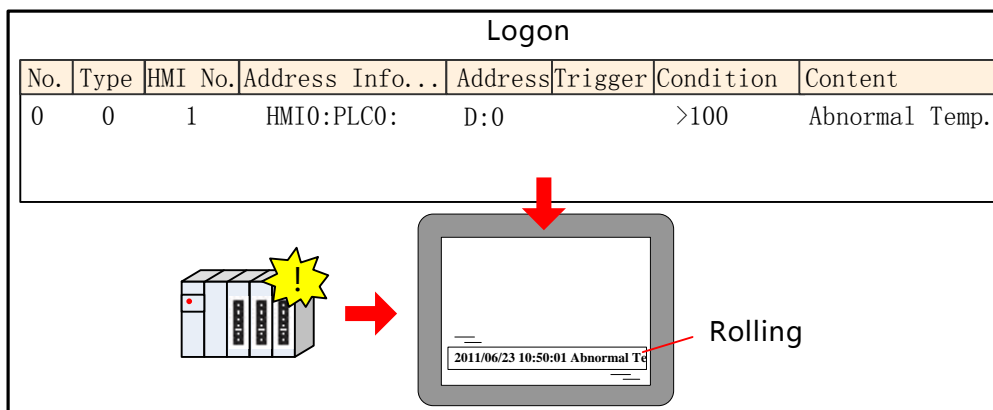 Logon
No. Type HMI No. Address Info... Address Trigger Condition Content
0 0 1 HMI0:PLC0: D:0 >100 Abnormal Temp.
!
Rolling
2011/06/23 10:50:01 Abnormal Te